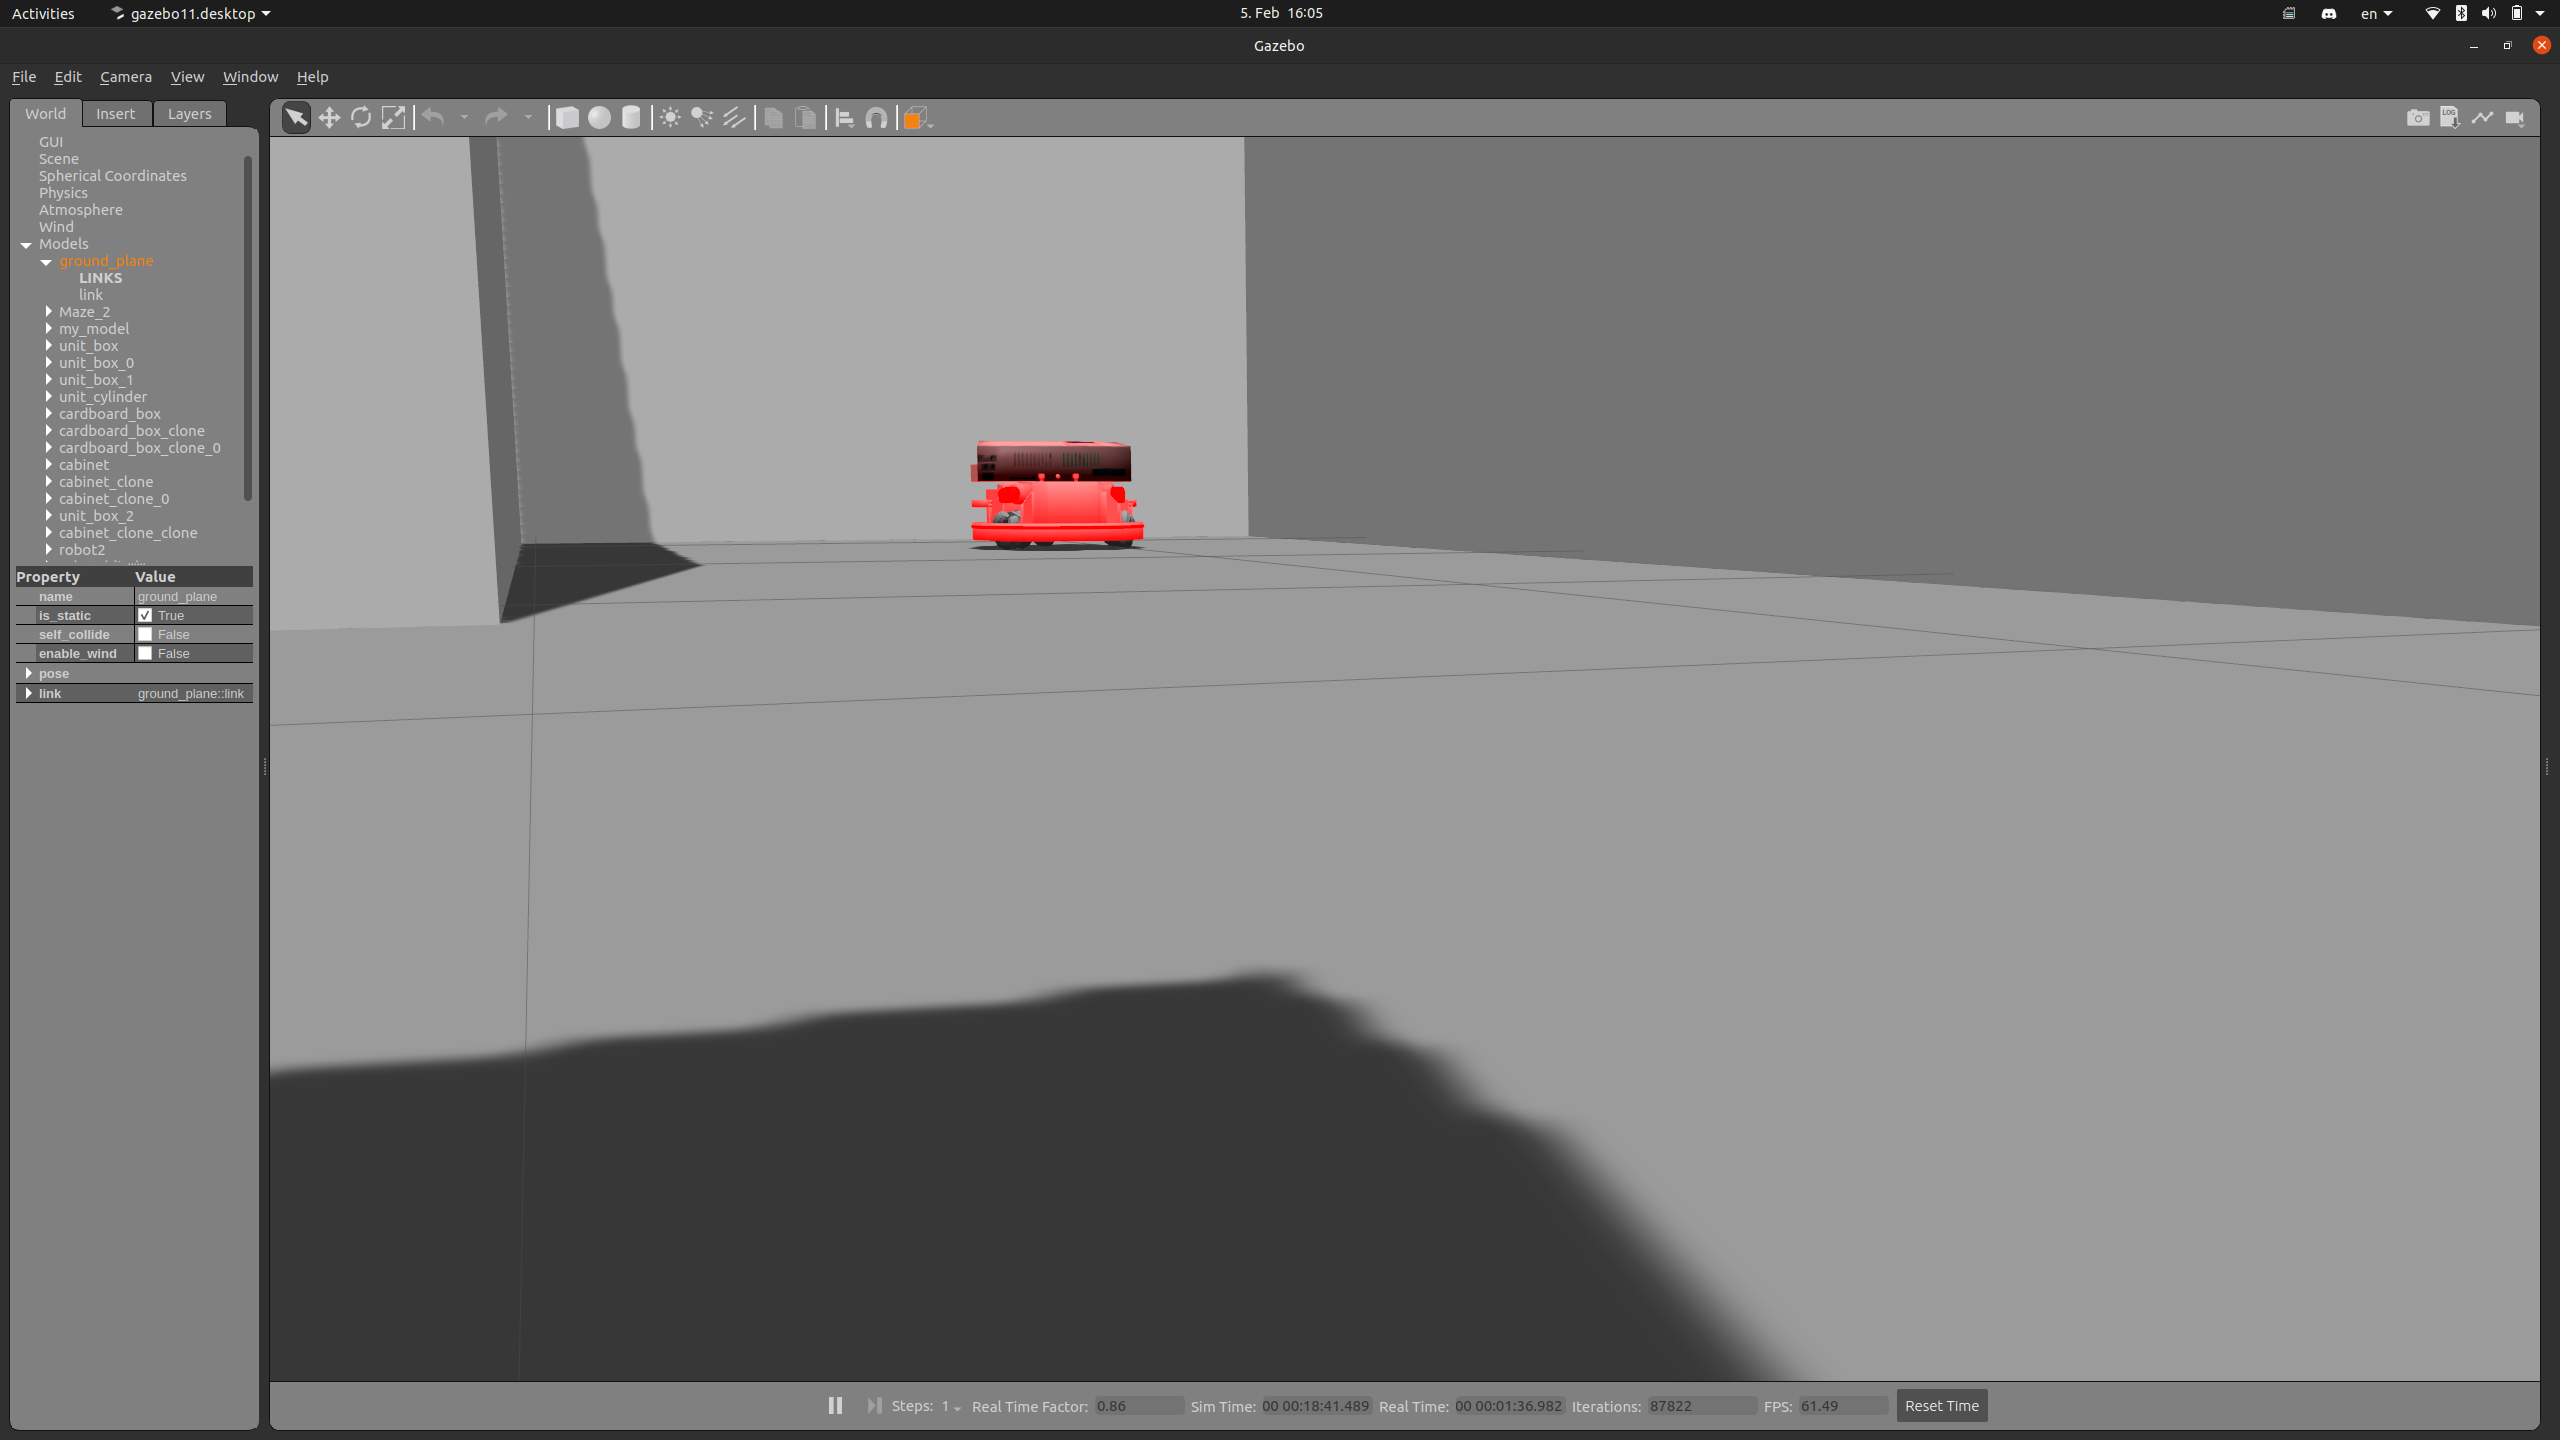 Activities gazebo11.desktop 5. Feb 16:05 en
Gazebo
File Edit Camera View Window Help
World Insert Layers
GUI
Scene
Spherical Coordinates
Physics
Atmosphere
Wind
Models
ground_plane
LINKS
link
Maze_2
my_model
unit_box
unit_box_0
unit_box_1
unit_cylinder
cardboard_box
cardboard_box_clone
cardboard_box_clone_0
cabinet
cabinet_clone
cabinet_clone_0
unit_box_2
cabinet_clone_clone
robot2
Property Value
name ground_plane
is_static True
self_collide False
enable_wind False
pose
link ground_plane::link
LOG
Steps: 1 Real Time Factor: 0.86 Sim Time: 00 00:18:41.489 Real Time: 00 00:01:36.982 Iterations: 87822 FPS: 61.49 Reset Time